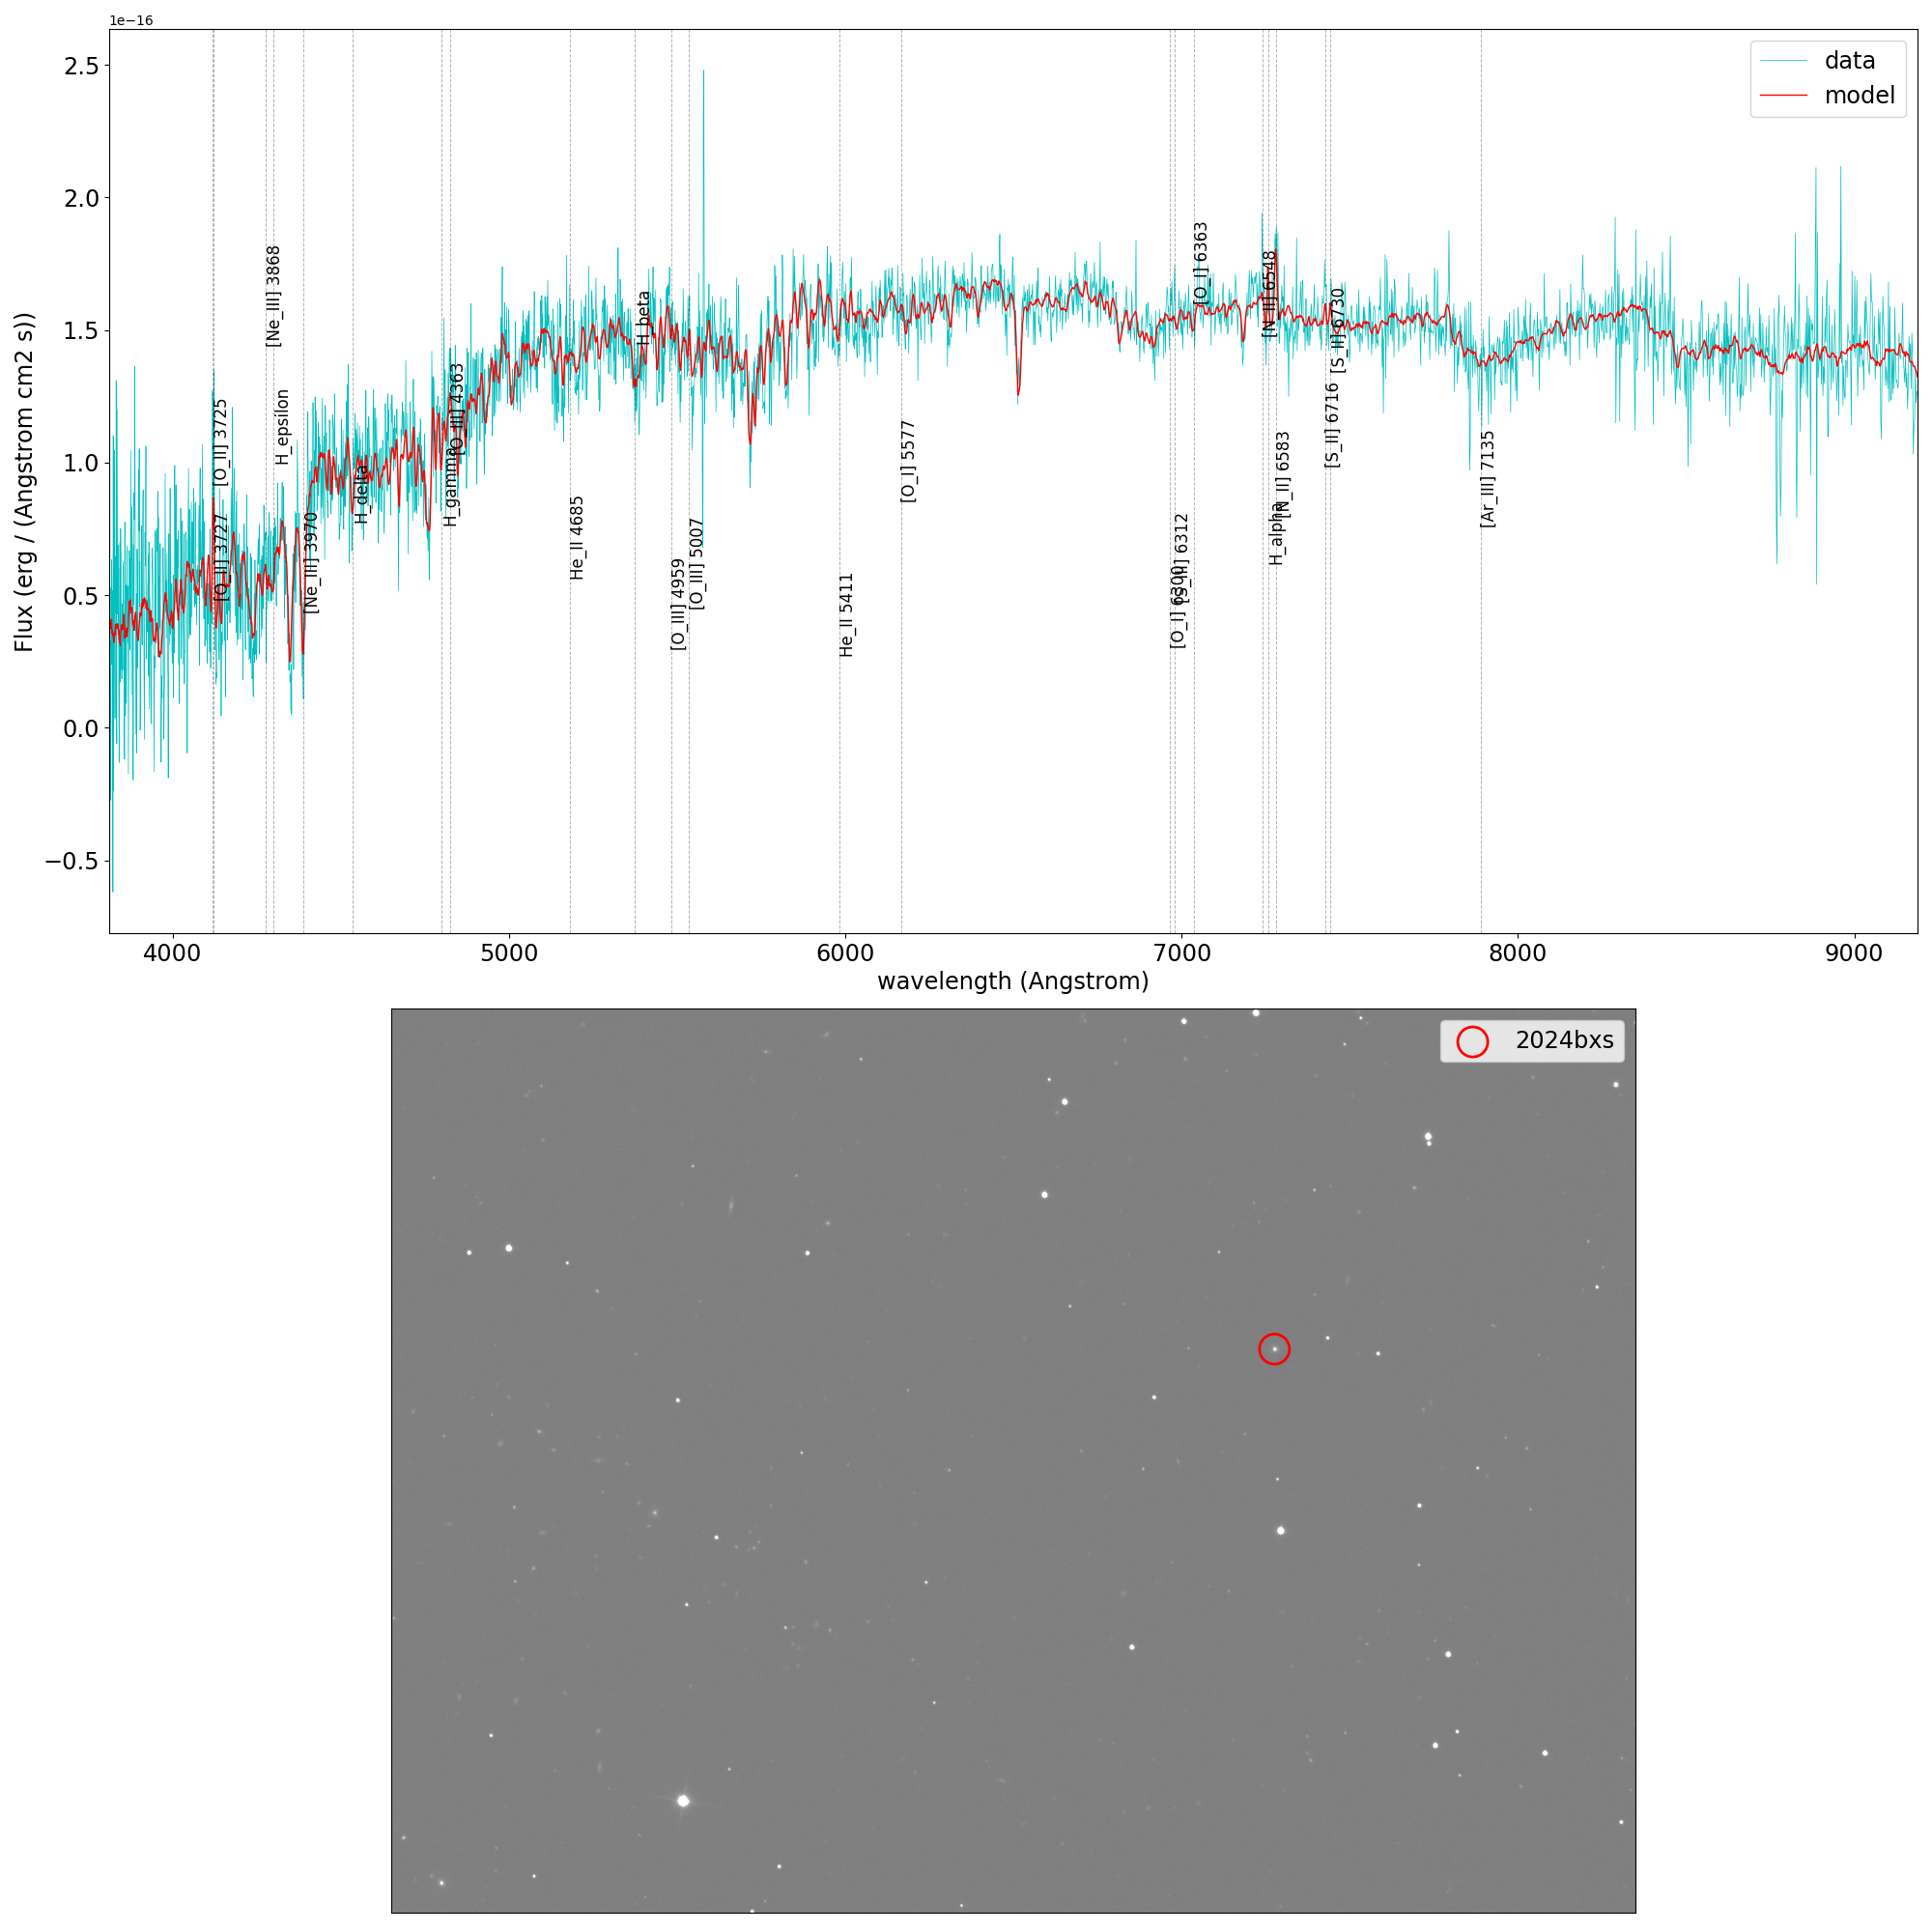 1e−16
data
model
2.5
2.0
1.5
1.0
0.5
0.0
−0.5
Flux (erg / (Angstrom cm2 s))
[O_II] 3725
[O_II] 3727
[Ne_III] 3868
H_epsilon
[Ne_III] 3970
H_delta
H_gamma
[O_III] 4363
He_II 4685
H_beta
[O_III] 4959
[O_III] 5007
He_II 5411
[O_I] 5577
[O_I] 6300
[S_III] 6312
[O_I] 6363
[N_II] 6548
H_alpha
[N_II] 6583
[S_II] 6716
[S_II] 6730
[Ar_III] 7135
4000 5000 6000 7000 8000 9000
wavelength (Angstrom)
2024bxs